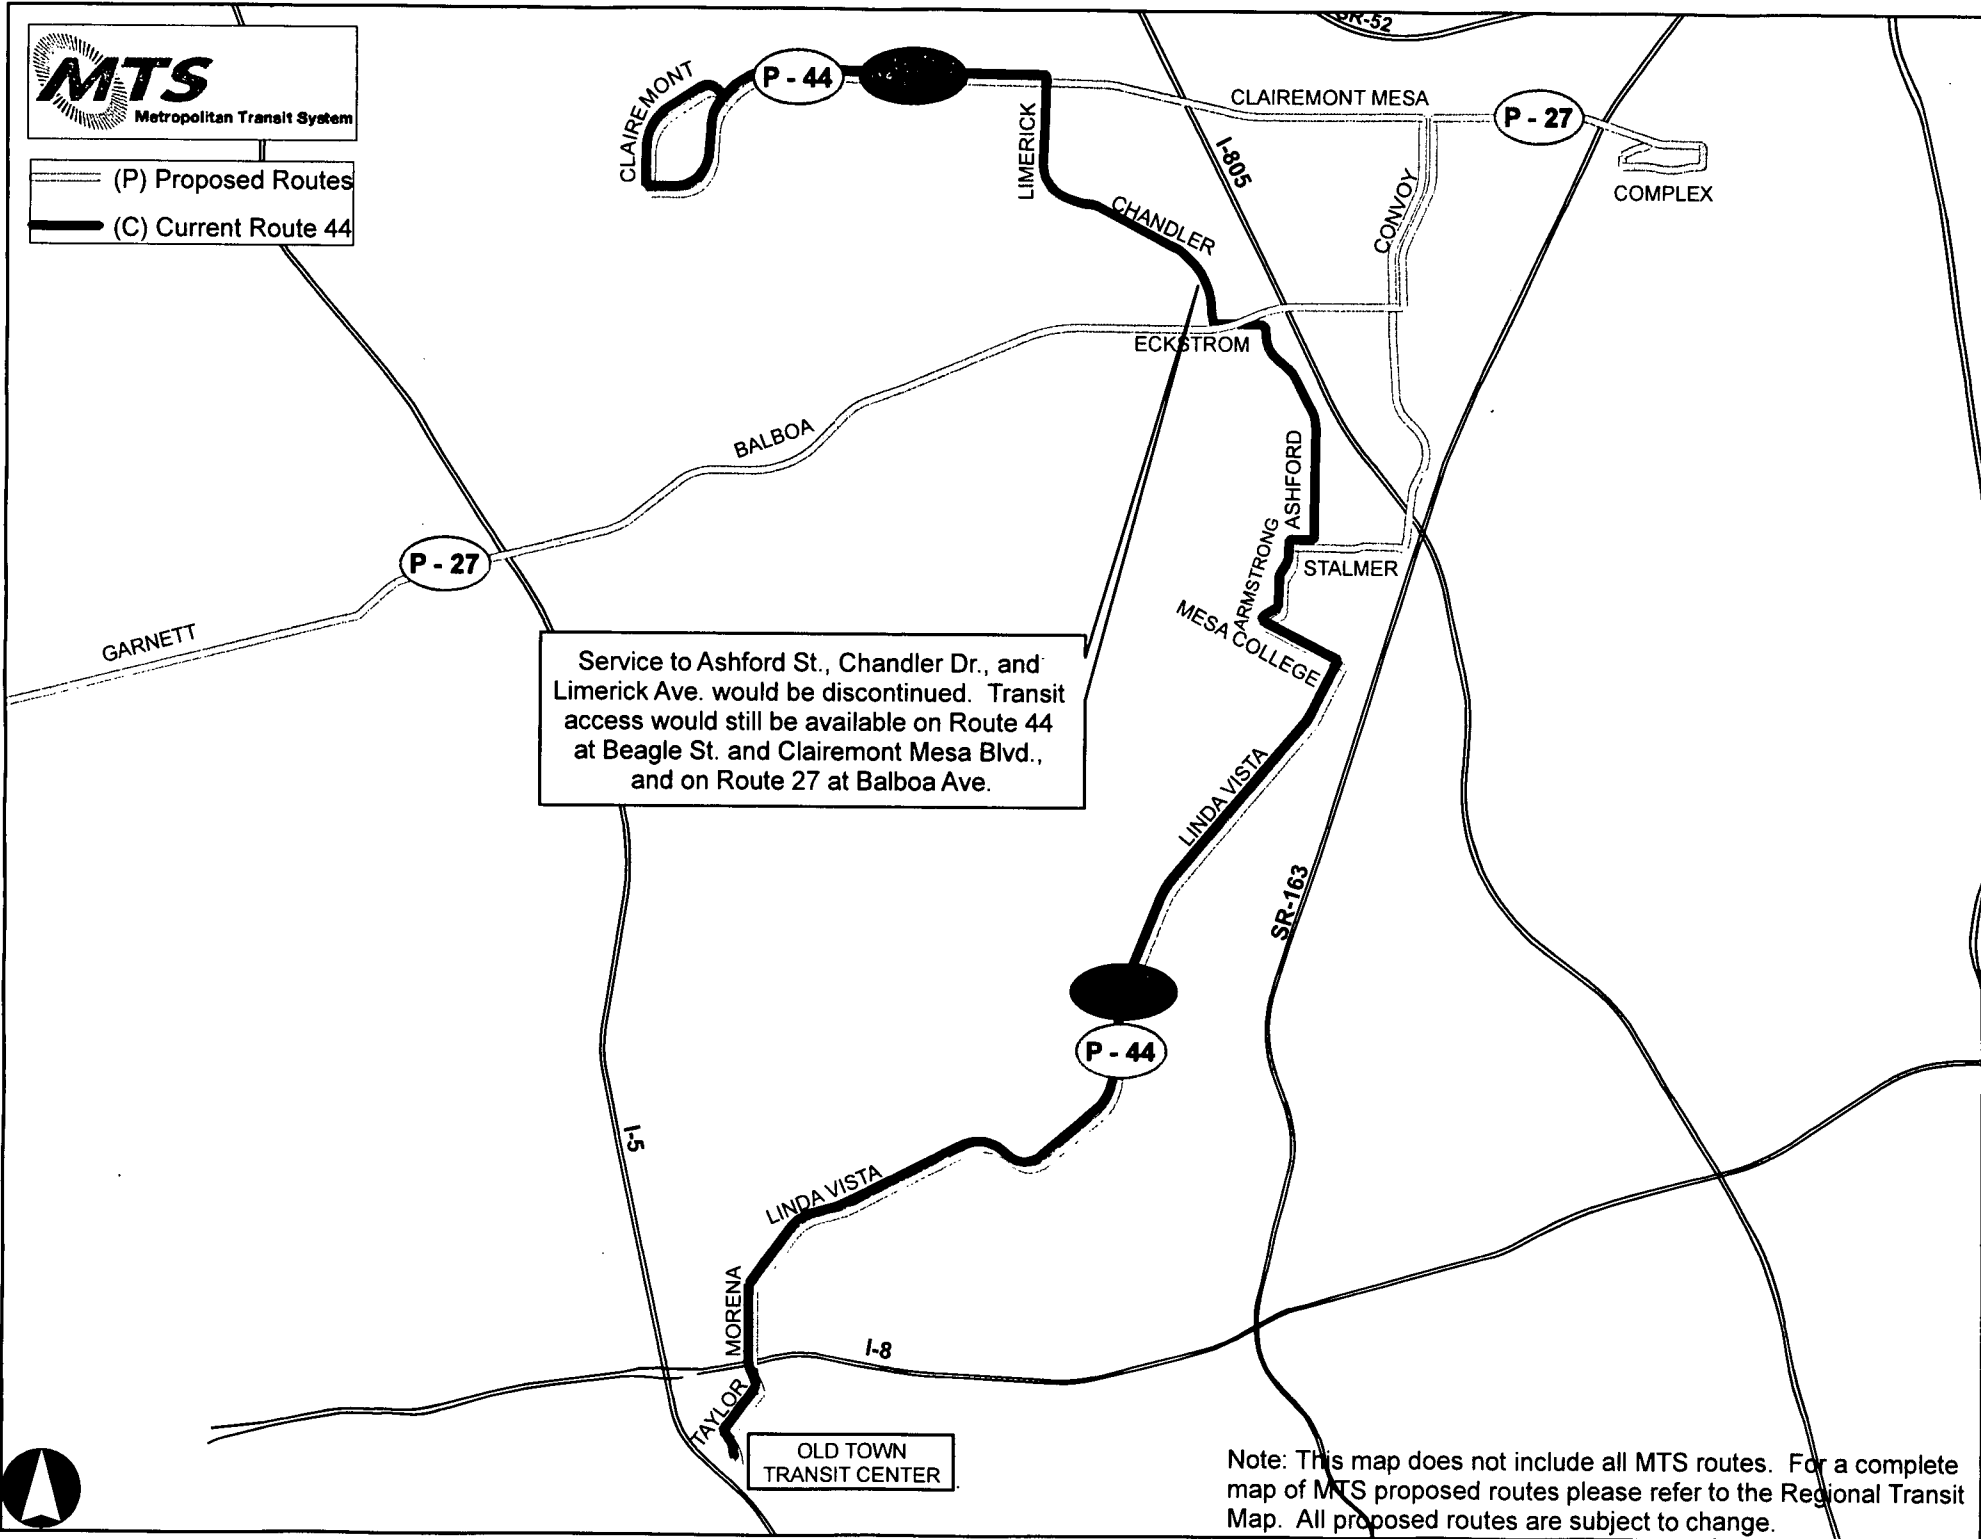 SR-52
MTS
Metropolitan Transit System
(P) Proposed Routes
(C) Current Route 44
CLAIREMONT
P - 44
LIMERICK
CLAIREMONT MESA
P - 27
COMPLEX
I-805
CONVOY
CHANDLER
ECKSTROM
BALBOA
ASHFORD
ARMSTRONG
STALMER
P - 27
MESA COLLEGE
GARNETT
Service to Ashford St., Chandler Dr., and
Limerick Ave. would be discontinued. Transit
access would still be available on Route 44
at Beagle St. and Clairemont Mesa Blvd.,
and on Route 27 at Balboa Ave.
LINDA VISTA
SR-163
P - 44
I-5
LINDA VISTA
MORENA
I-8
TAYLOR
OLD TOWN
TRANSIT CENTER
Note: This map does not include all MTS routes. For a complete
map of MTS proposed routes please refer to the Regional Transit
Map. All proposed routes are subject to change.